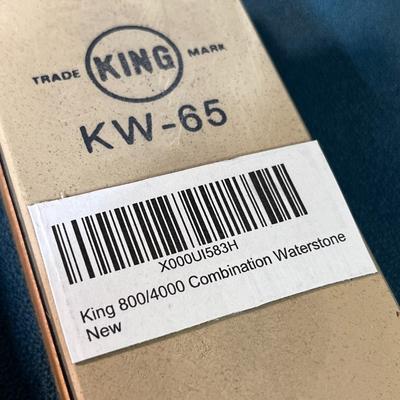 TRADE KING MARK
KW-65
X000UI583H
King 800/4000 Combination Waterstone
New